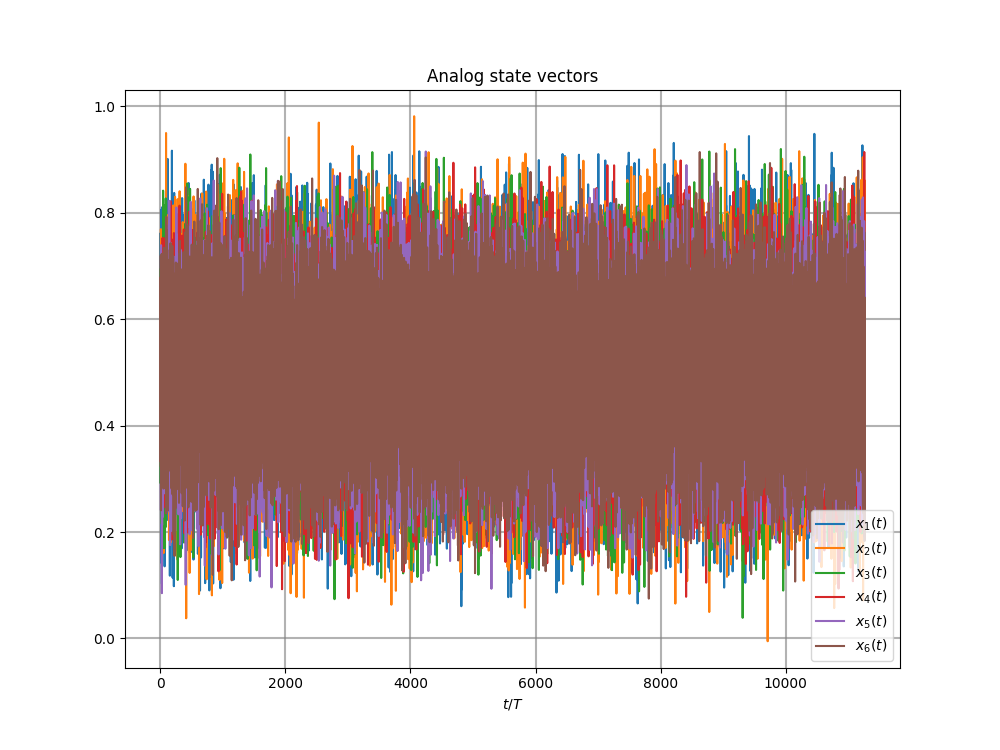 Analog state vectors
1.0
0.8
0.6
0.4
0.2
0.0
0 2000 4000 6000 8000 10000
t/T
x₁(t)
x₂(t)
x₃(t)
x₄(t)
x₅(t)
x₆(t)